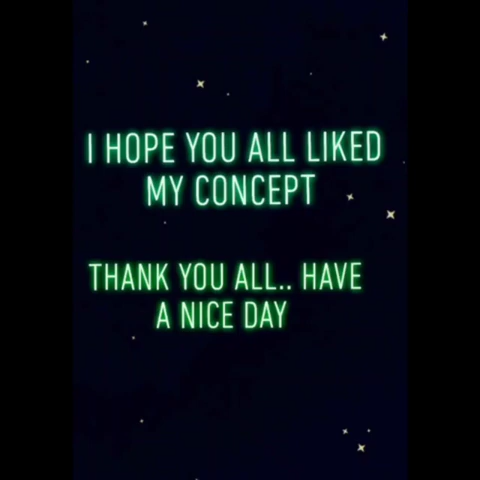 I HOPE YOU ALL LIKED
MY CONCEPT
THANK YOU ALL.. HAVE
A NICE DAY